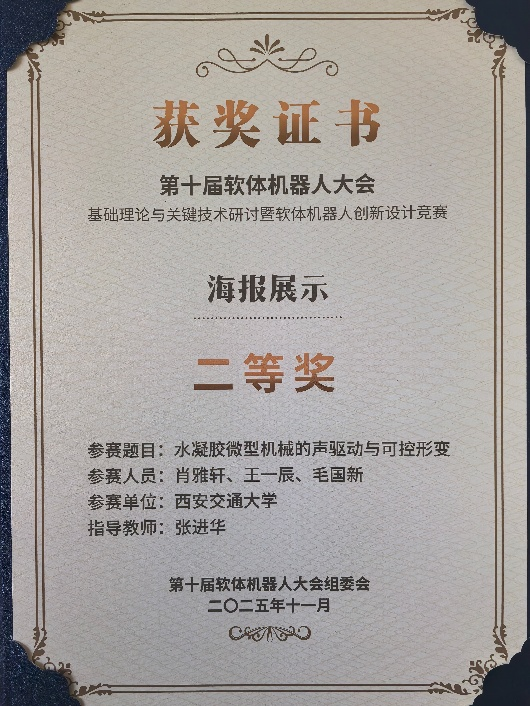 获奖证书
第十届软体机器人大会
基础理论与关键技术研讨暨软体机器人创新设计竞赛
海报展示
二等奖
参赛题目：水凝胶微型机械的声驱动与可控形变
参赛人员：肖雅轩、王一辰、毛国新
参赛单位：西安交通大学
指导教师：张进华
第十届软体机器人大会组委会
二〇二五年十一月